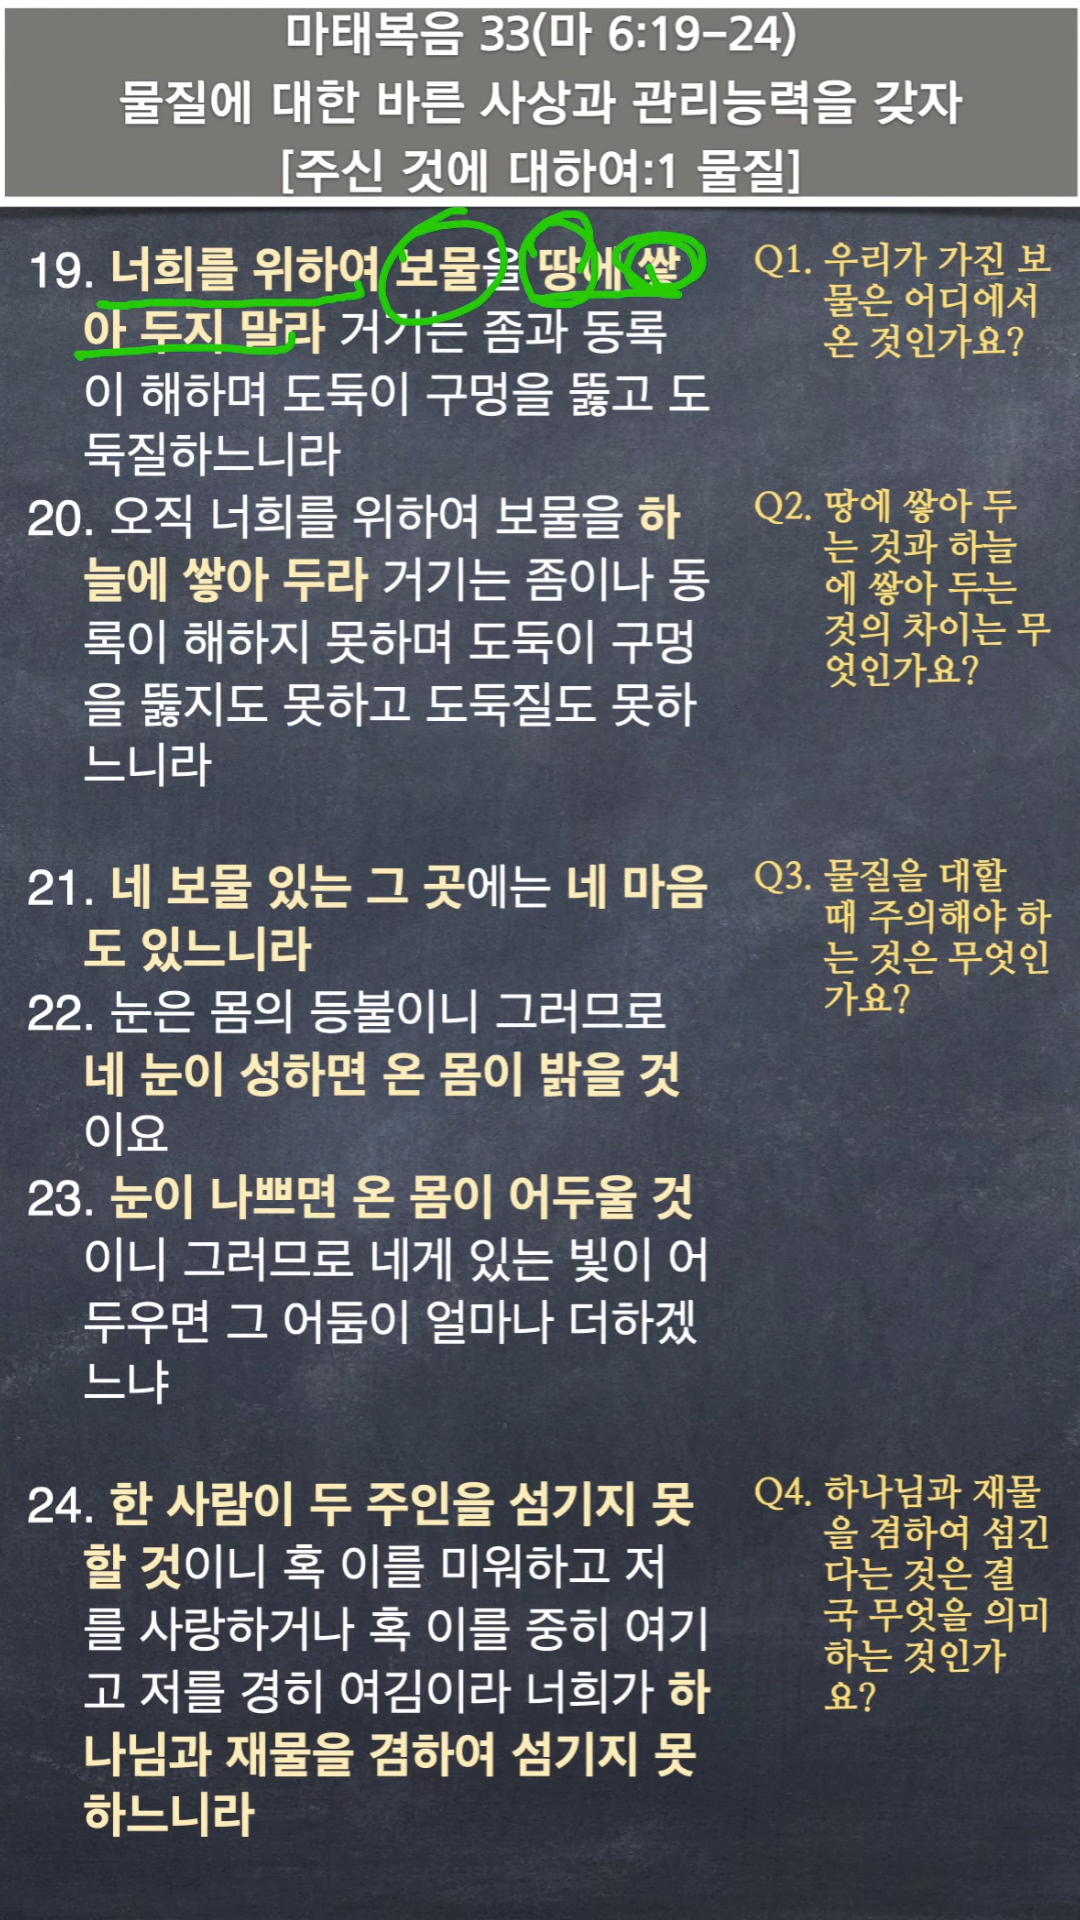 마태복음 33(마 6:19-24)
물질에 대한 바른 사상과 관리능력을 갖자
[주신 것에 대하여:1 물질]
19. 너희를 위하여 보물을 땅에 쌓
아 두지 말라 거기는 좀과 동록
이 해하며 도둑이 구멍을 뚫고 도
둑질하느니라
20. 오직 너희를 위하여 보물을 하
늘에 쌓아 두라 거기는 좀이나 동
록이 해하지 못하며 도둑이 구멍
을 뚫지도 못하고 도둑질도 못하
느니라
21. 네 보물 있는 그 곳에는 네 마음
도 있느니라
22. 눈은 몸의 등불이니 그러므로
네 눈이 성하면 온 몸이 밝을 것
이요
23. 눈이 나쁘면 온 몸이 어두울 것
이니 그러므로 네게 있는 빛이 어
두우면 그 어둠이 얼마나 더하겠
느냐
24. 한 사람이 두 주인을 섬기지 못
할 것이니 혹 이를 미워하고 저
를 사랑하거나 혹 이를 중히 여기
고 저를 경히 여김이라 너희가 하
나님과 재물을 겸하여 섬기지 못
하느니라
Q1. 우리가 가진 보
물은 어디에서
온 것인가요?
Q2. 땅에 쌓아 두
는 것과 하늘
에 쌓아 두는
것의 차이는 무
엇인가요?
Q3. 물질을 대할
때 주의해야 하
는 것은 무엇인
가요?
Q4. 하나님과 재물
을 겸하여 섬긴
다는 것은 결
국 무엇을 의미
하는 것인가
요?